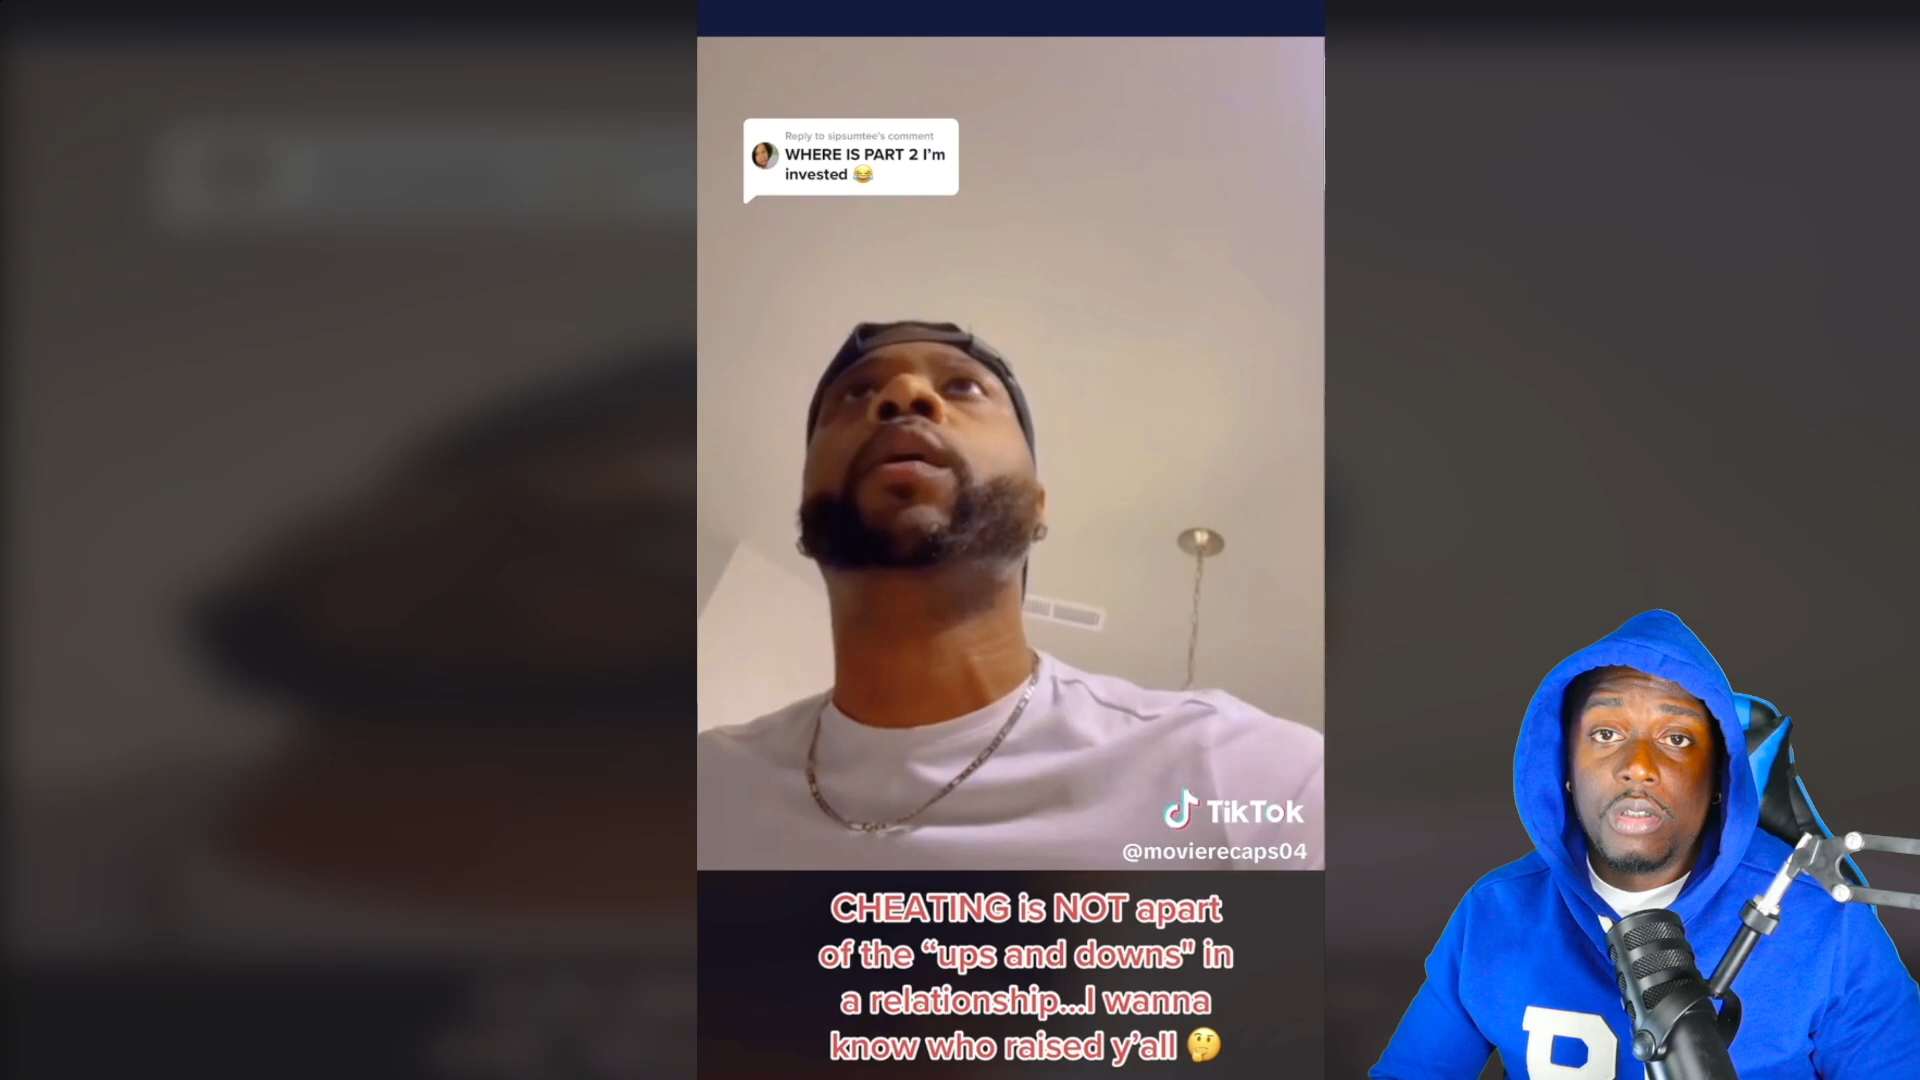 Reply to sipsumtee's comment
WHERE IS PART 2 I'm
invested 😂
TikTok
@movierecaps04
CHEATING is NOT apart
of the “ups and downs" in
a relationship...I wanna
know who raised y'all 🤔